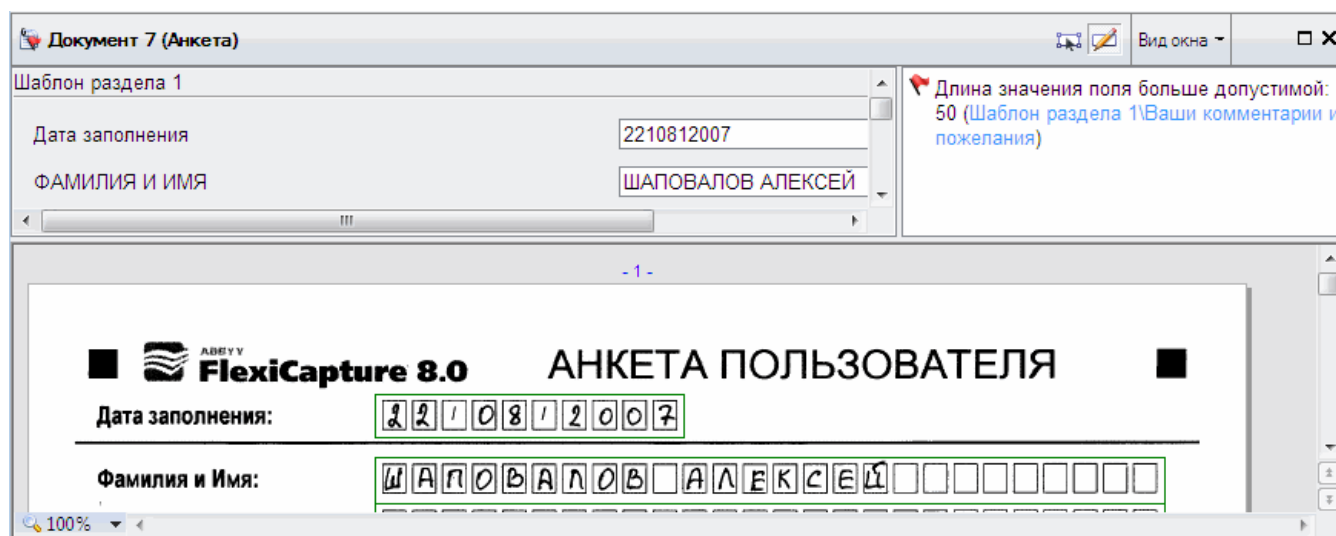 Документ 7 (Анкета) Вид окна
Шаблон раздела 1
Дата заполнения 2210812007
ФАМИЛИЯ И ИМЯ ШАПОВАЛОВ АЛЕКСЕЙ
Длина значения поля больше допустимой:
50 (Шаблон раздела 1\Ваши комментарии и
пожелания)
- 1 -
ABBYY
FlexiCapture 8.0 АНКЕТА ПОЛЬЗОВАТЕЛЯ
Дата заполнения: 22/08/2007
Фамилия и Имя: ШАПОВАЛОВ АЛЕКСЕЙ
100%